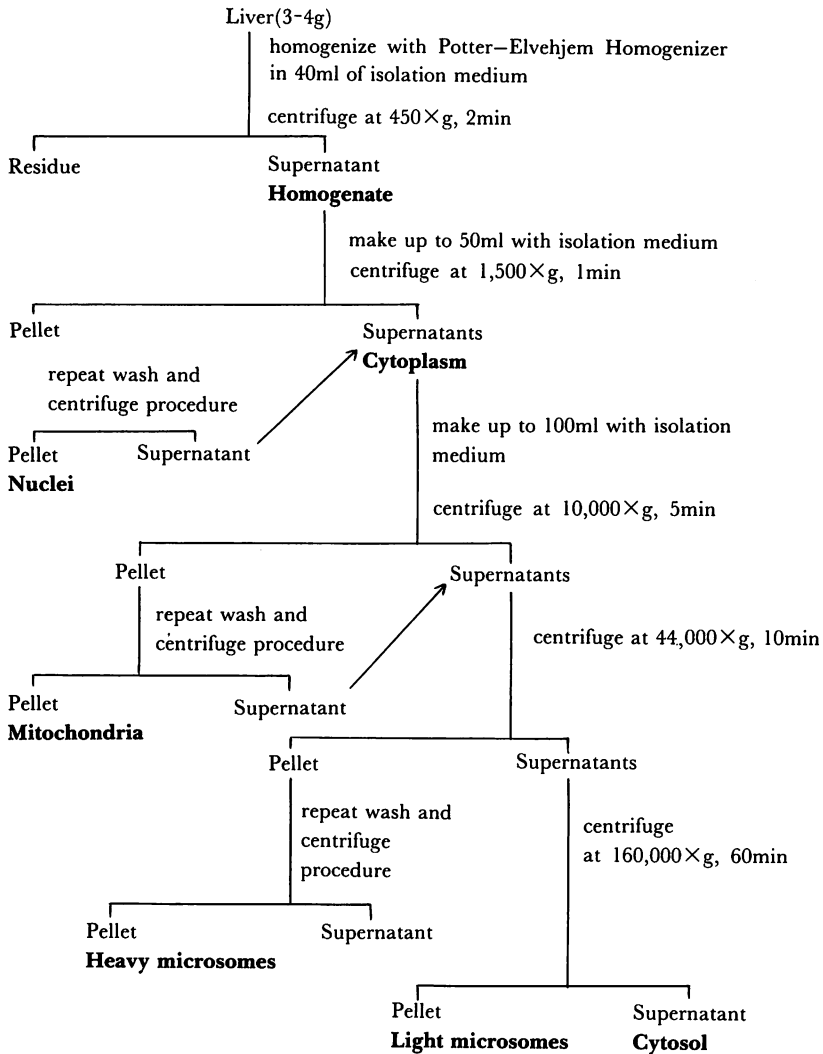 Liver(3-4g)
homogenize with Potter–Elvehjem Homogenizer
in 40ml of isolation medium
centrifuge at 450×g, 2min
Residue
Supernatant
Homogenate
make up to 50ml with isolation medium
centrifuge at 1,500×g, 1min
Pellet
Supernatants
Cytoplasm
repeat wash and
centrifuge procedure
Pellet
Nuclei
Supernatant
make up to 100ml with isolation
medium
centrifuge at 10,000×g, 5min
Pellet
Supernatants
repeat wash and
centrifuge procedure
centrifuge at 44,000×g, 10min
Pellet
Mitochondria
Supernatant
Pellet
Supernatants
repeat wash and
centrifuge
procedure
centrifuge
at 160,000×g, 60min
Pellet
Heavy microsomes
Supernatant
Pellet
Light microsomes
Supernatant
Cytosol